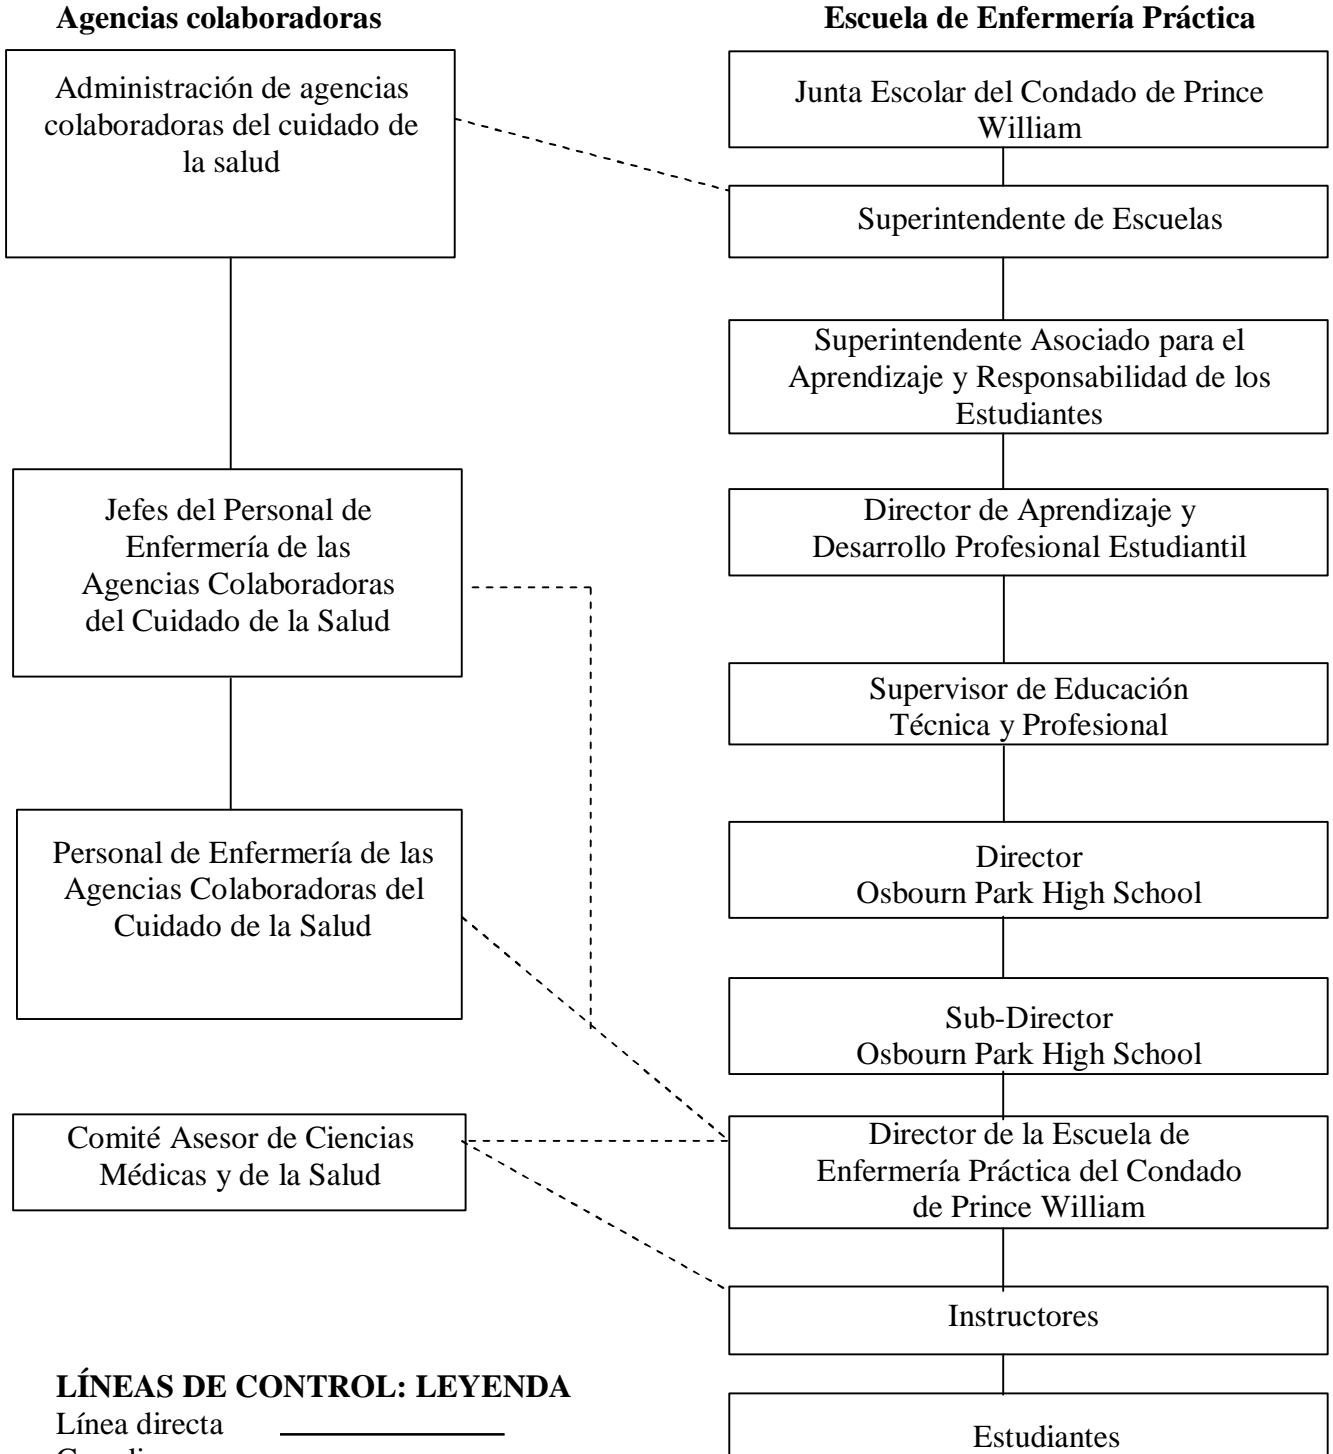 Agencias colaboradoras
Administración de agencias
colaboradoras del cuidado de
la salud
Jefes del Personal de
Enfermería de las
Agencias Colaboradoras
del Cuidado de la Salud
Personal de Enfermería de las
Agencias Colaboradoras del
Cuidado de la Salud
Comité Asesor de Ciencias
Médicas y de la Salud
Escuela de Enfermería Práctica
Junta Escolar del Condado de Prince
William
Superintendente de Escuelas
Superintendente Asociado para el
Aprendizaje y Responsabilidad de los
Estudiantes
Director de Aprendizaje y
Desarrollo Profesional Estudiantil
Supervisor de Educación
Técnica y Profesional
Director
Osbourn Park High School
Sub-Director
Osbourn Park High School
Director de la Escuela de
Enfermería Práctica del Condado
de Prince William
Instructores
Estudiantes
LÍNEAS DE CONTROL: LEYENDA
Línea directa